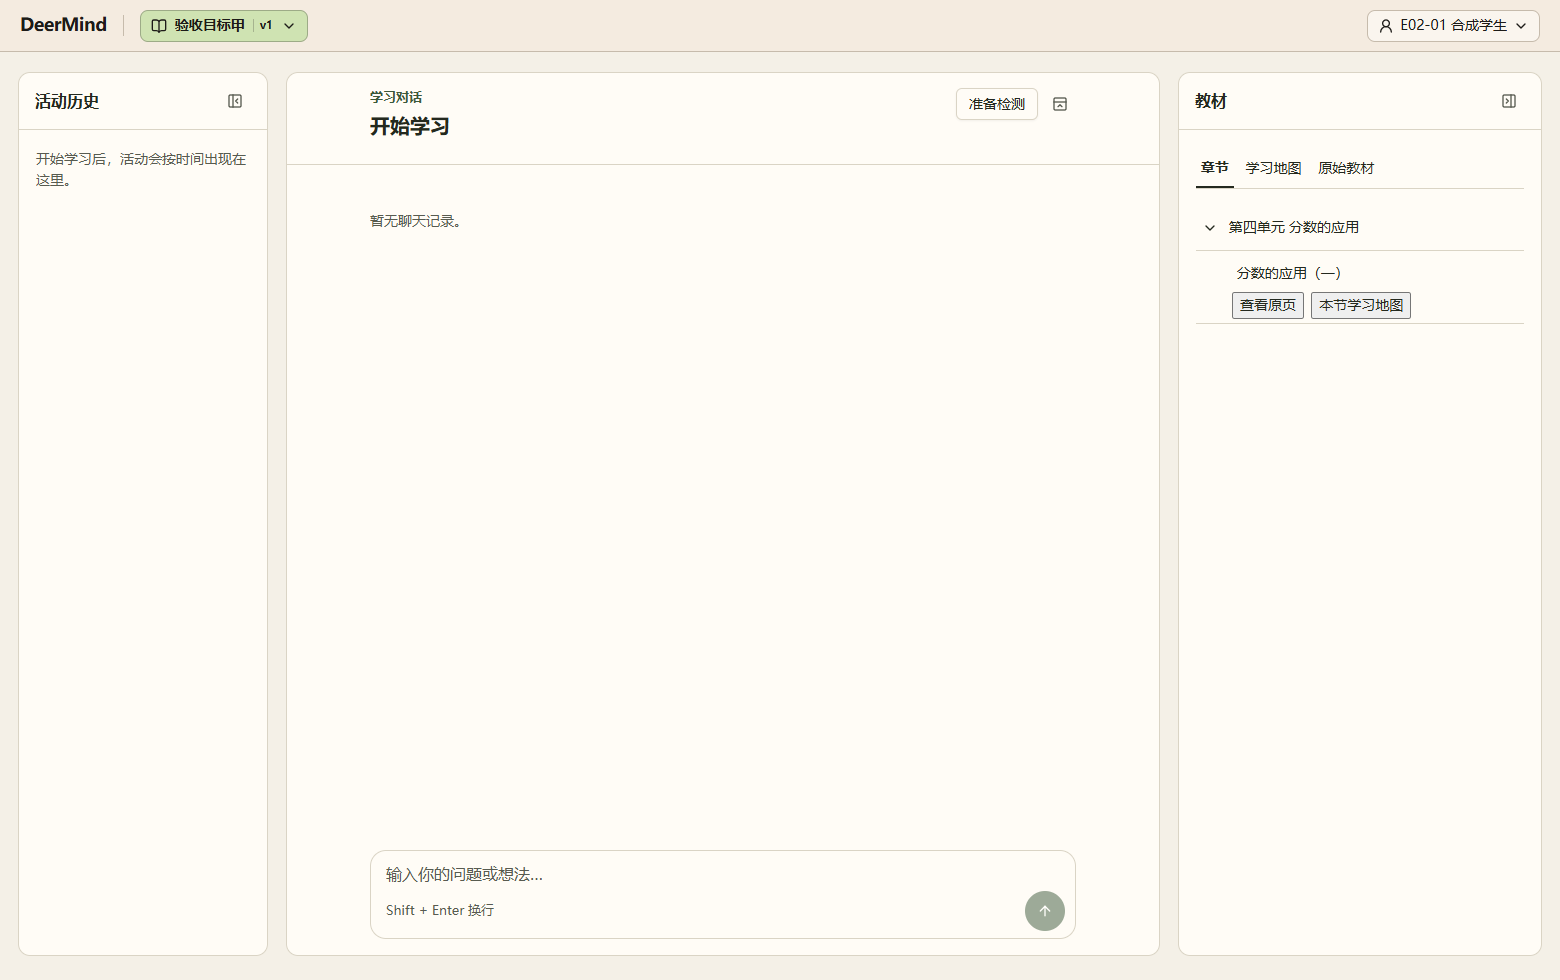 DeerMind
验收目标甲 v1
E02-01 合成学生
活动历史
开始学习后，活动会按时间出现在
这里。
学习对话
开始学习
准备检测
暂无聊天记录。
输入你的问题或想法...
Shift + Enter 换行
教材
章节 学习地图 原始教材
第四单元 分数的应用
分数的应用（一）
查看原页 本节学习地图